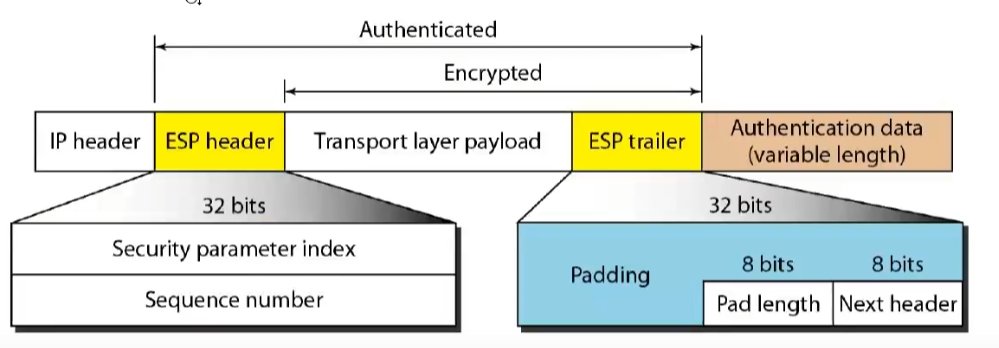 Authenticated
Encrypted
IP header
ESP header
Transport layer payload
ESP trailer
Authentication data
(variable length)
32 bits
Security parameter index
Sequence number
32 bits
Padding
8 bits
8 bits
Pad length
Next header